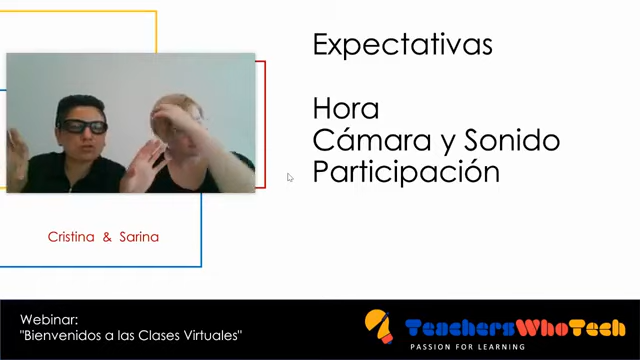 Expectativas
Hora
Cámara y Sonido
Participación
Cristina & Sarina
Webinar:
"Bienvenidos a las Clases Virtuales"
TeachersWhoTech
PASSION FOR LEARNING